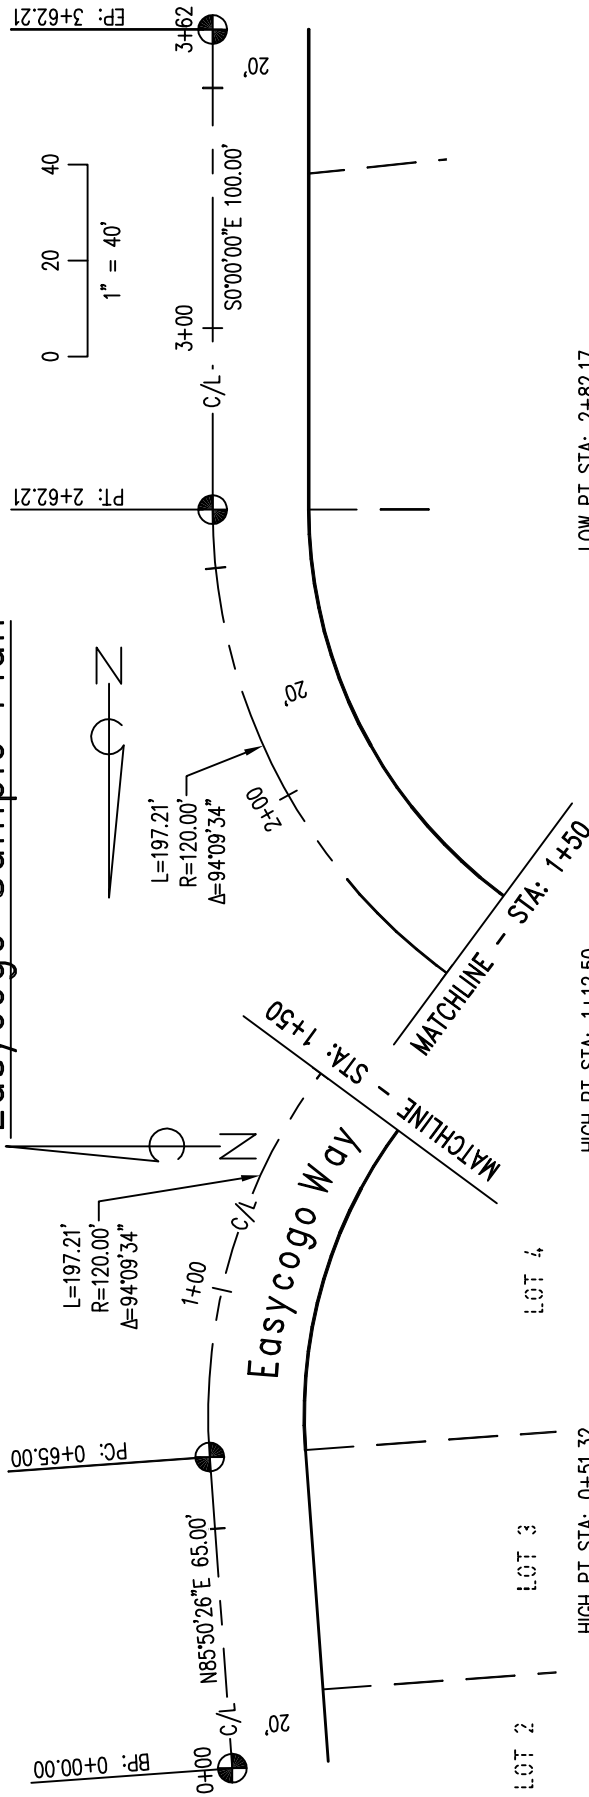 BP: 0+00.00
0+00
C/L
20'
N85°50'26"E 65.00'
PC: 0+65.00
L=197.21'
R=120.00'
Δ=94°09'34"
1+00
C/L
Easycogo Way
N
MATCHLINE - STA: 1+50
LOT 2
LOT 3
LOT 4
HIGH PT STA: 0+51.32
HIGH PT STA: 1+12.50
MATCHLINE - STA: 1+50
L=197.21'
R=120.00'
Δ=94°09'34"
2+00
20'
N
PT: 2+62.21
C/L
3+00
S0°00'00"E 100.00'
0 20 40
1" = 40'
3+62
20'
EP: 3+62.21
LOW PT STA: 2+82.17